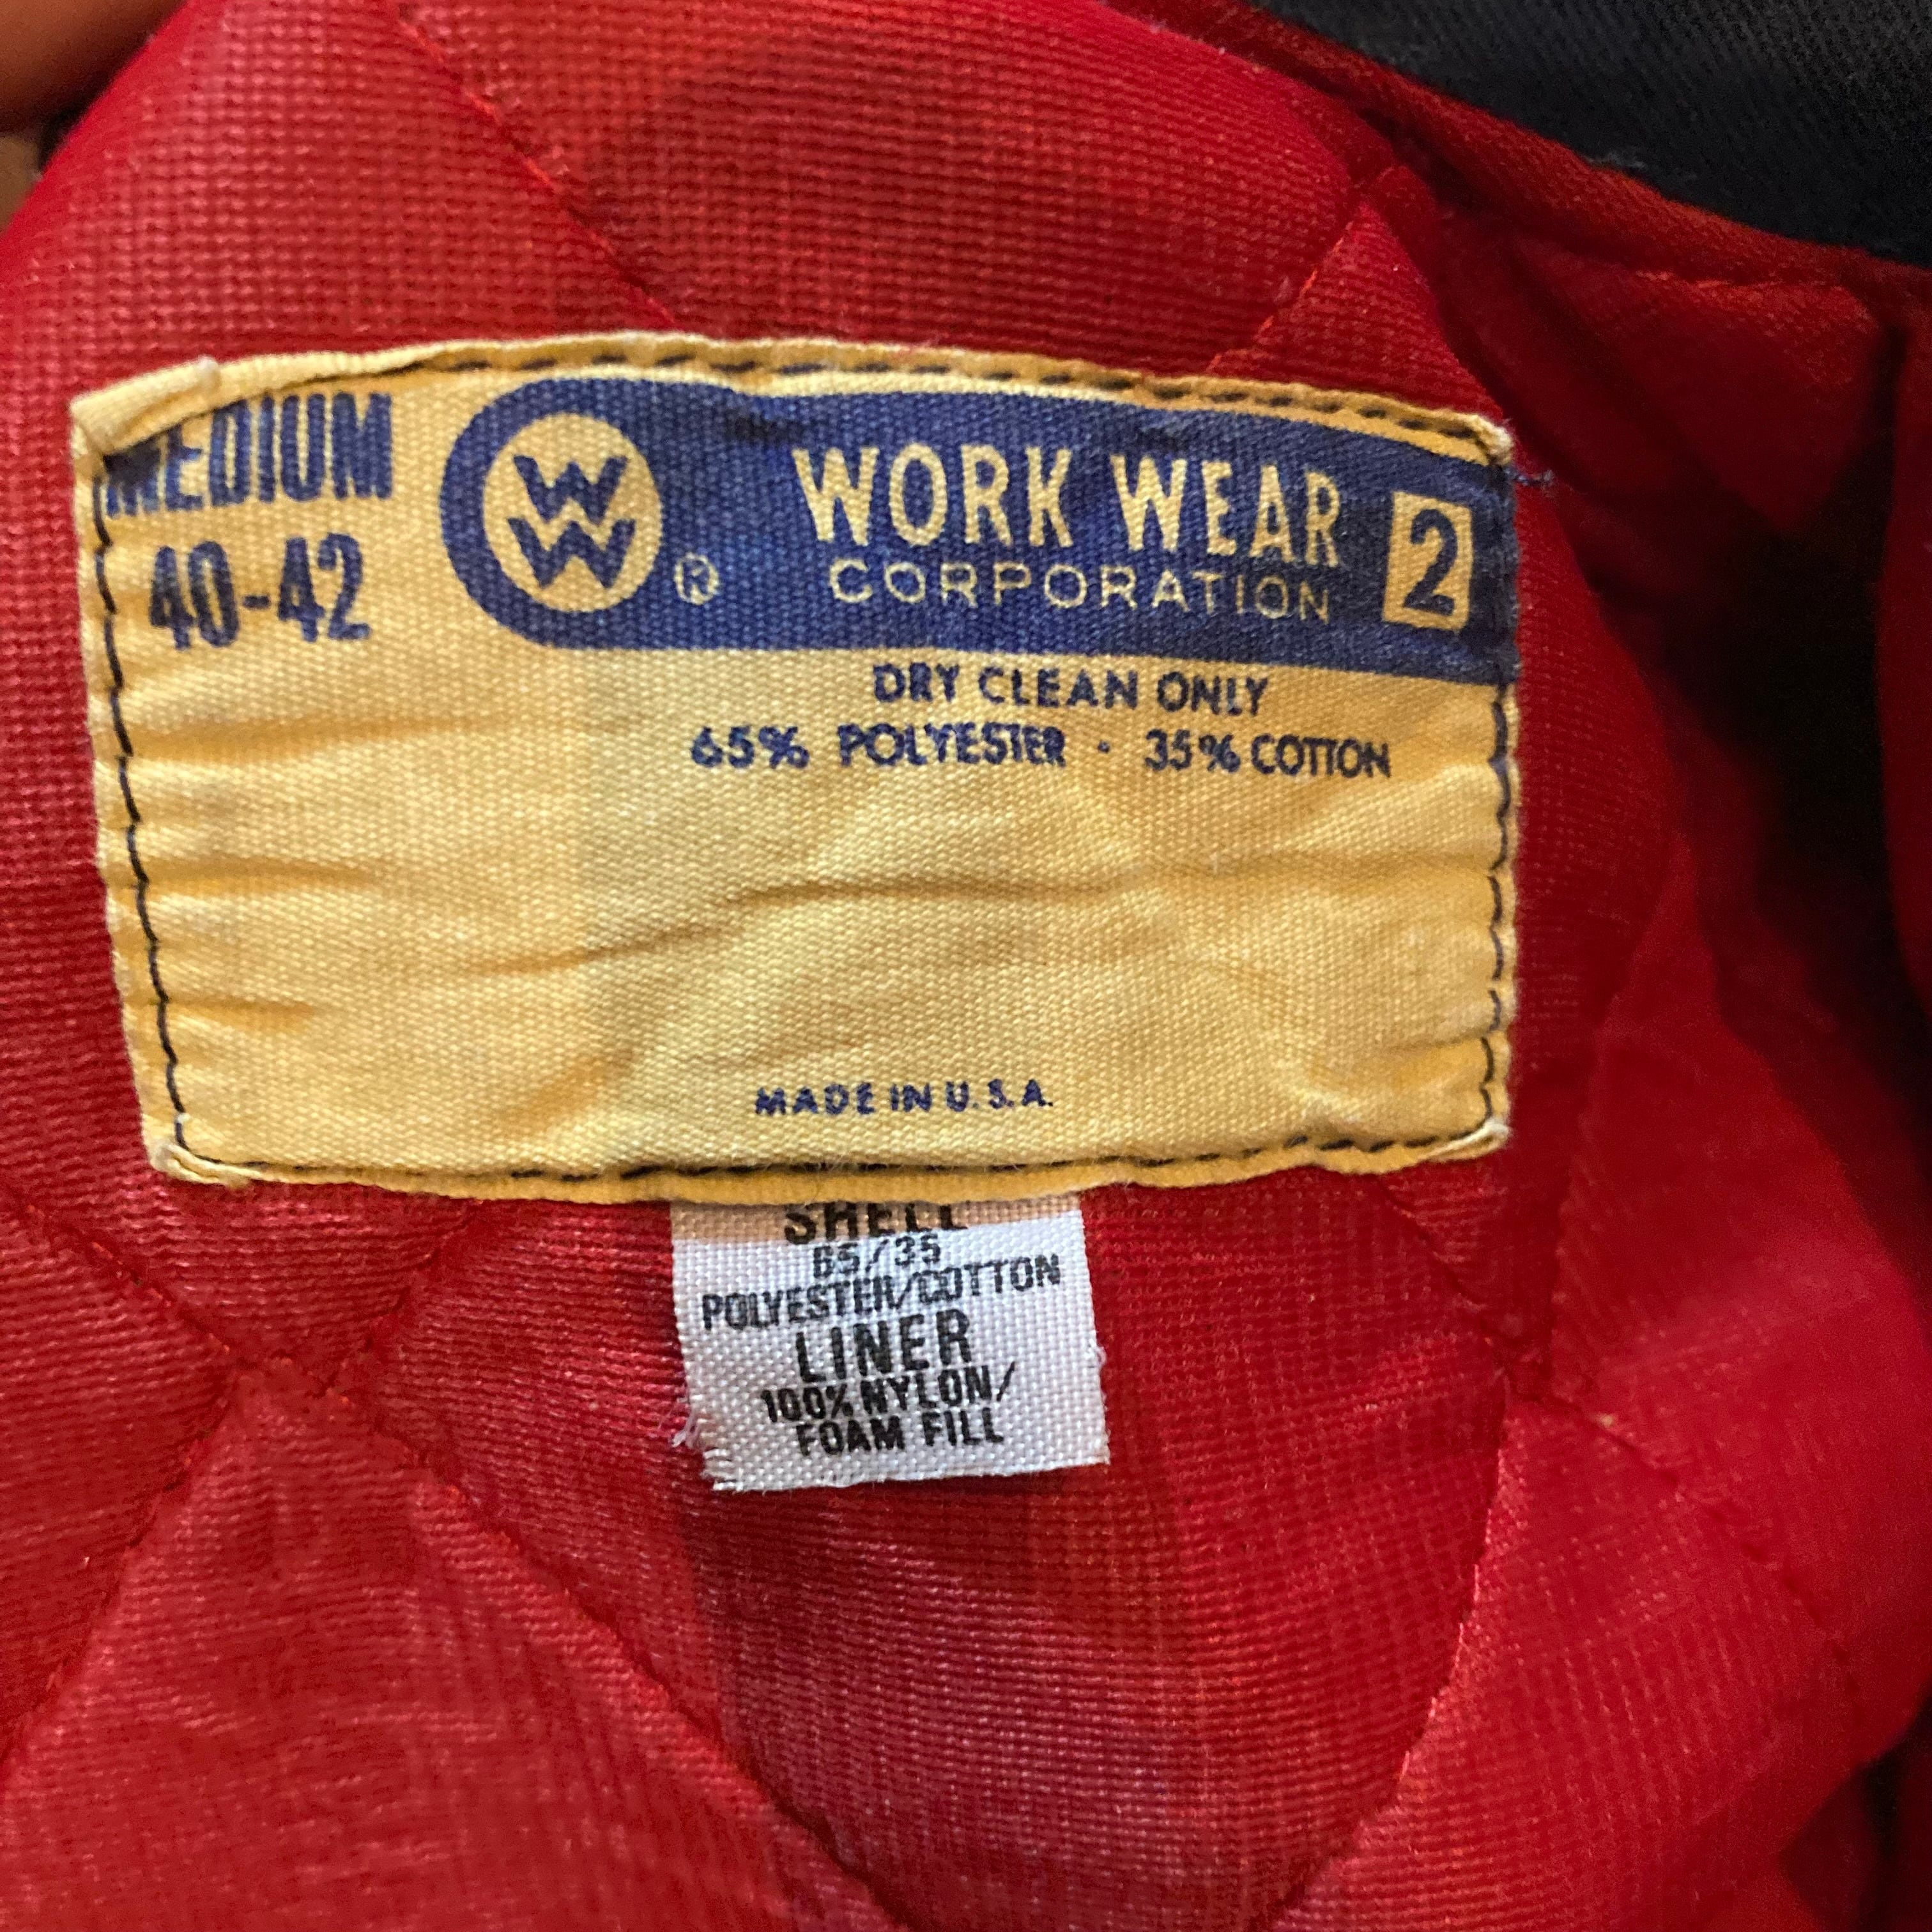 MEDIUM
40-42
W
W
®
WORK WEAR
CORPORATION
2
DRY CLEAN ONLY
65% POLYESTER · 35% COTTON
MADE IN U.S.A.
SHELL
65/35
POLYESTER/COTTON
LINER
100% NYLON/
FOAM FILL